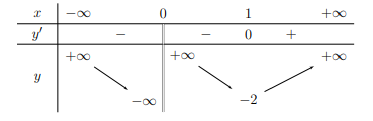 x −∞ 0 1 +∞
y′ − − 0 +
+∞ +∞ +∞
y
−∞ −2